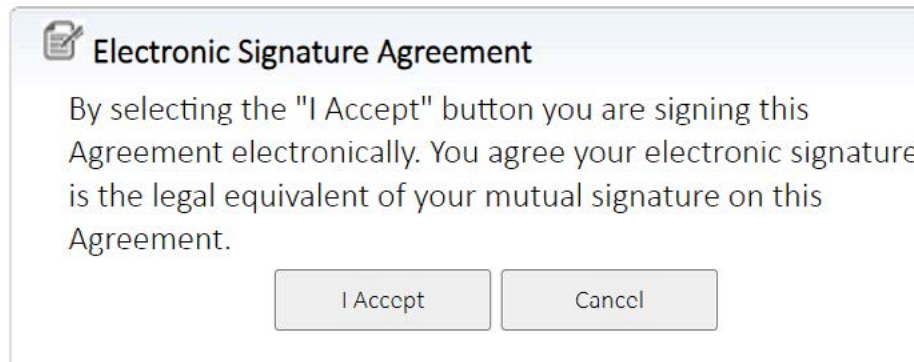 Electronic Signature Agreement
By selecting the "I Accept" button you are signing this
Agreement electronically. You agree your electronic signature
is the legal equivalent of your mutual signature on this
Agreement.
I Accept
Cancel